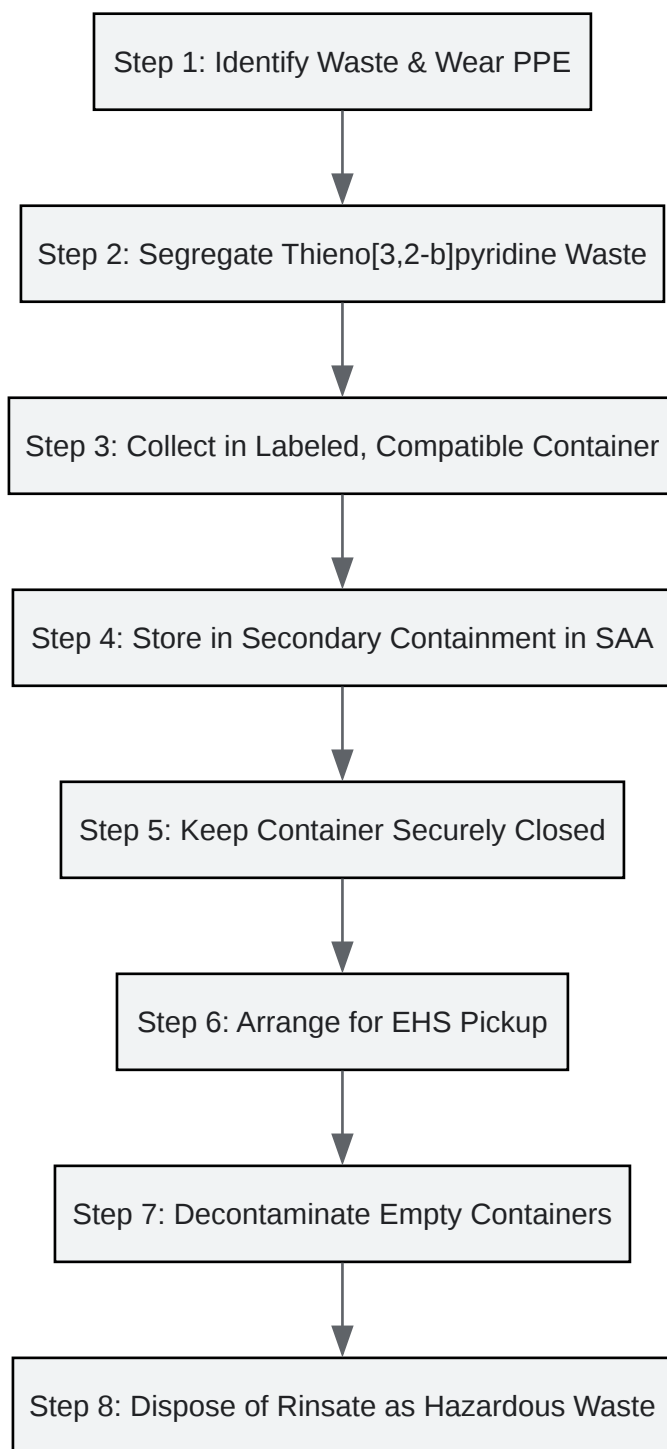 Step 1: Identify Waste & Wear PPE
Step 2: Segregate Thieno[3,2-b]pyridine Waste
Step 3: Collect in Labeled, Compatible Container
Step 4: Store in Secondary Containment in SAA
Step 5: Keep Container Securely Closed
Step 6: Arrange for EHS Pickup
Step 7: Decontaminate Empty Containers
Step 8: Dispose of Rinsate as Hazardous Waste